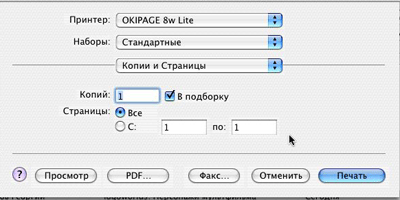 Принтер: OKIPAGE 8w Lite
Наборы: Стандартные
Копии и Страницы
Копий: 1 В подборку
Страницы: Все
С: 1 по: 1
? Просмотр PDF... Факс... Отменить Печать